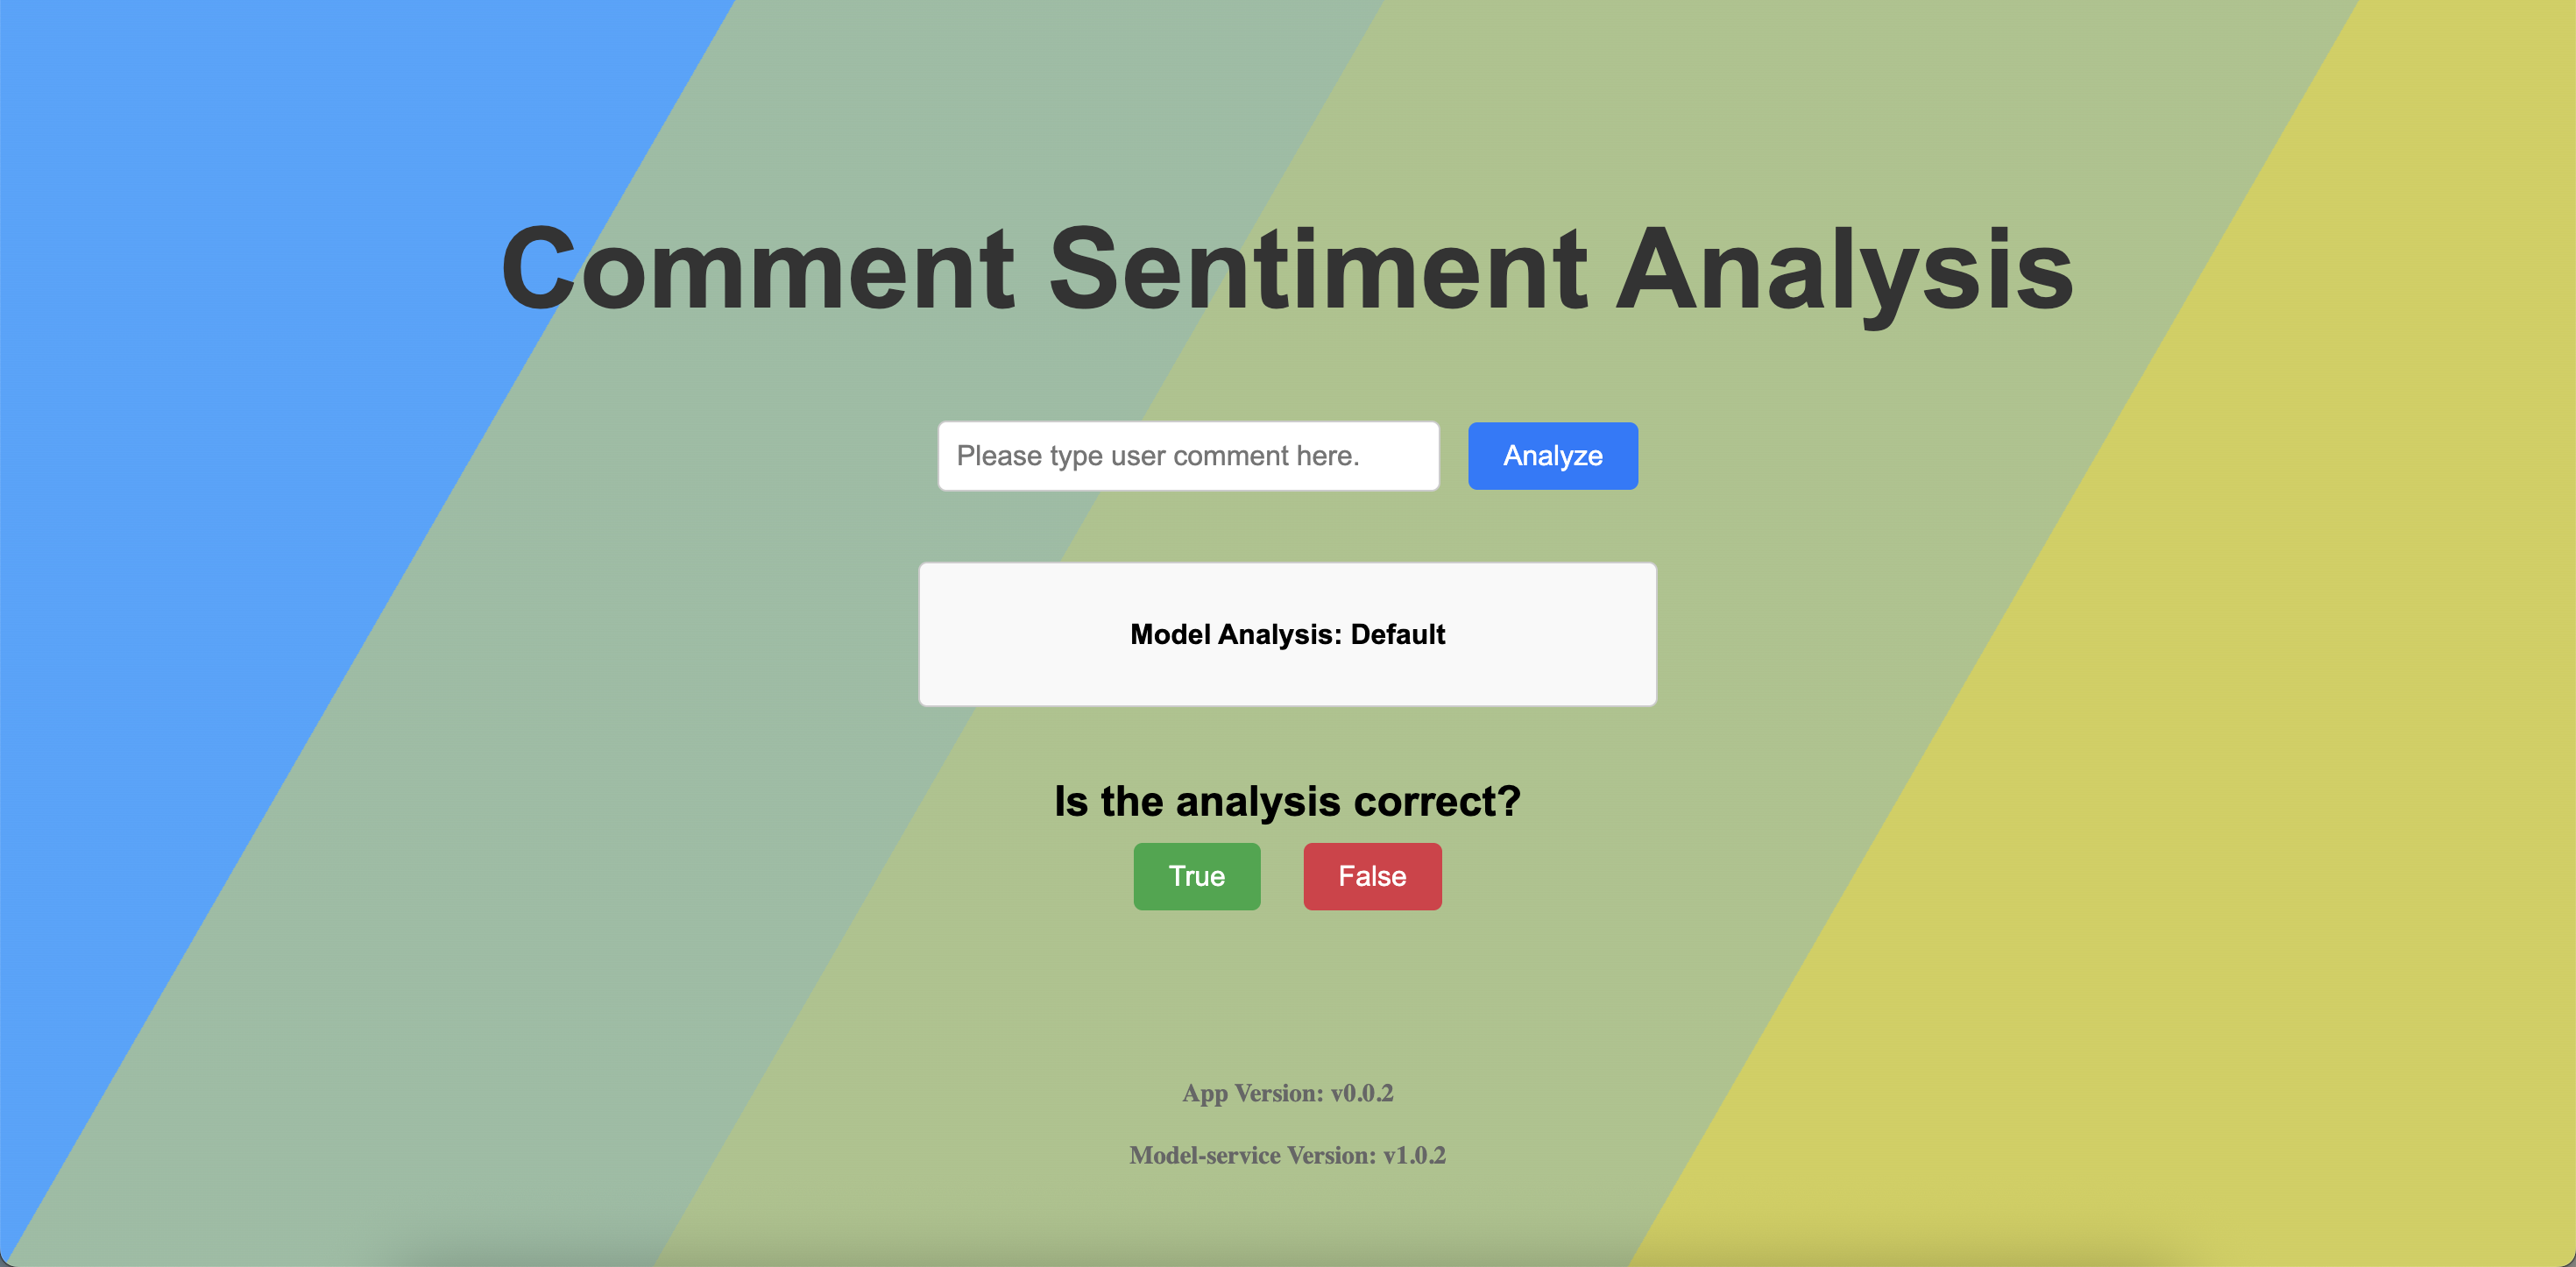 Comment Sentiment Analysis
Please type user comment here.
Analyze
Model Analysis: Default
Is the analysis correct?
True
False
App Version: v0.0.2
Model-service Version: v1.0.2